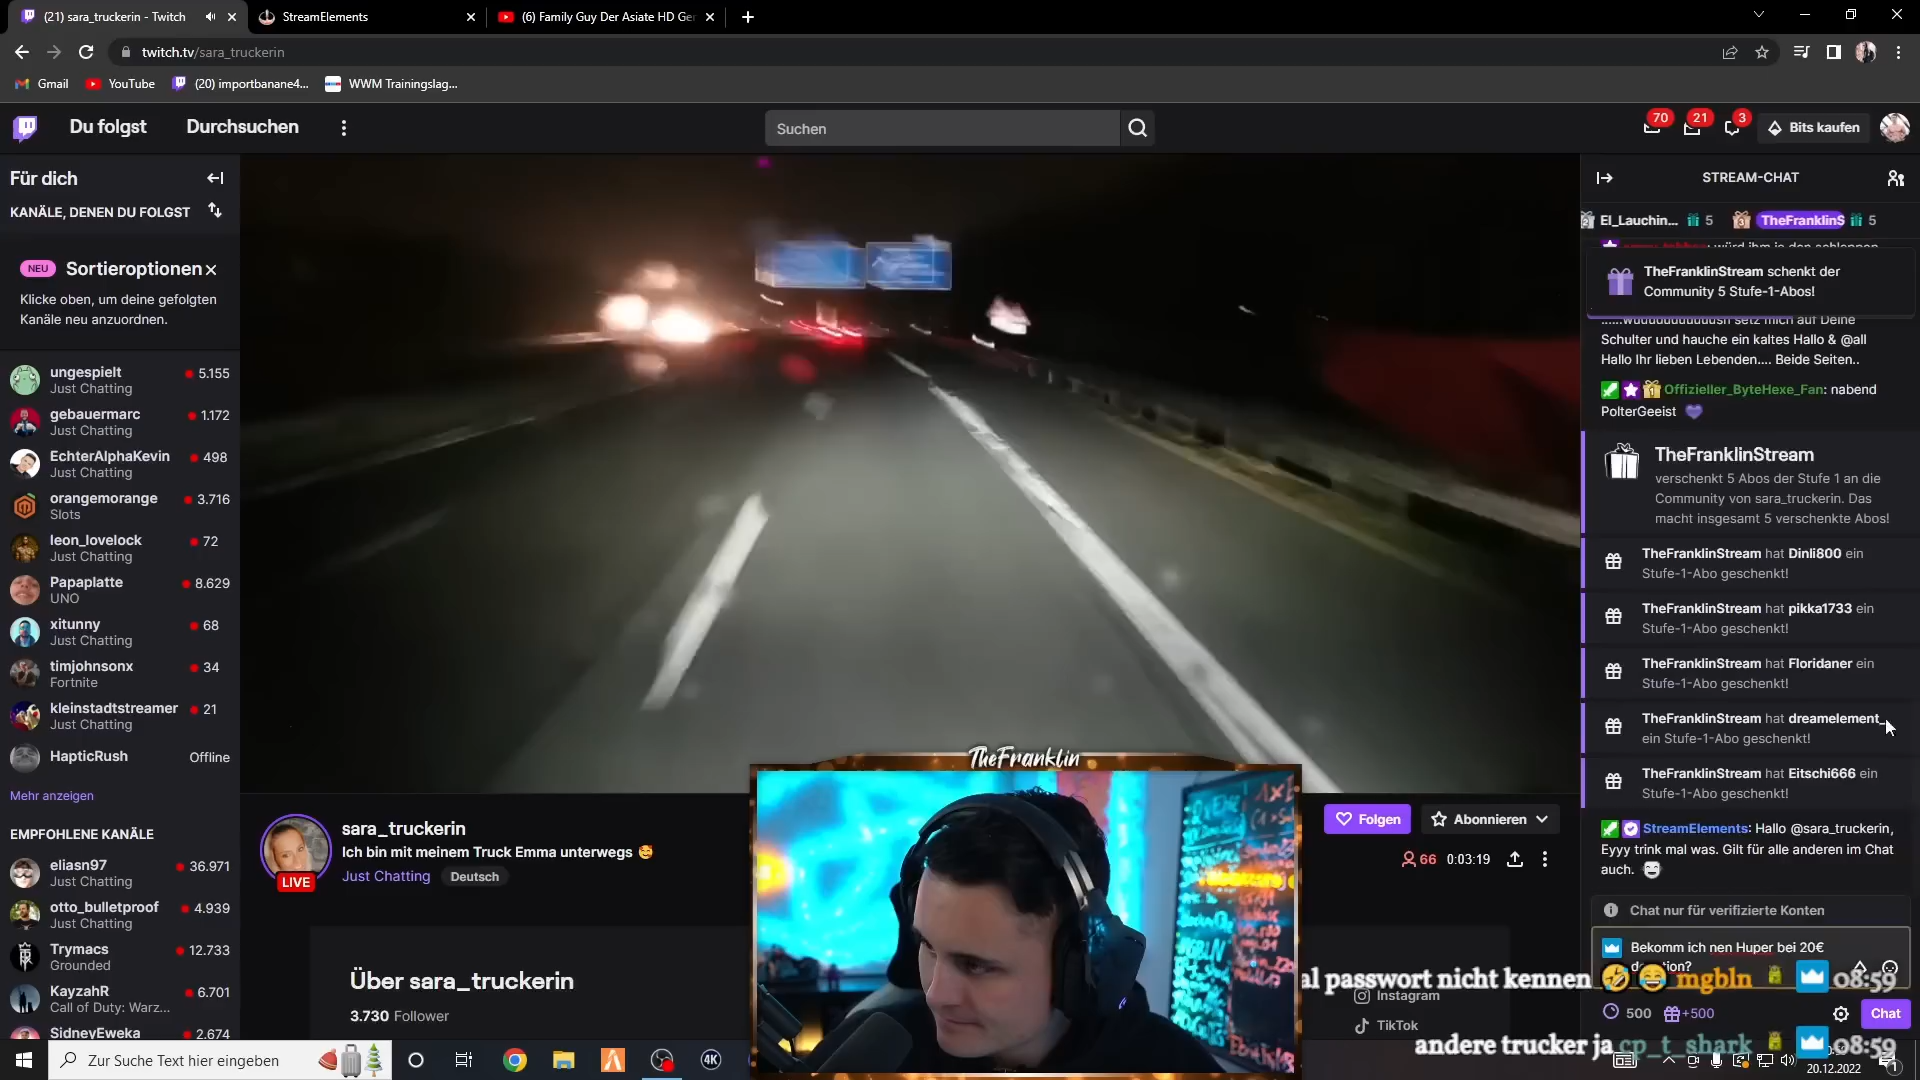 (21) sara_truckerin - Twitch
StreamElements
(6) Family Guy Der Asiate HD Ger
twitch.tv/sara_truckerin
Gmail
YouTube
(20) importbanane4...
WWM Trainingslag...
Du folgst
Durchsuchen
Suchen
70
21
3
Bits kaufen
Für dich
KANÄLE, DENEN DU FOLGST
NEU
Sortieroptionen
Klicke oben, um deine gefolgten
Kanäle neu anzuordnen.
ungespielt
5.155
Just Chatting
gebauermarc
1.172
Just Chatting
EchterAlphaKevin
498
Just Chatting
orangemorange
3.716
Slots
leon_lovelock
72
Just Chatting
Papaplatte
8.629
UNO
xitunny
68
Just Chatting
timjohnsonx
34
Fortnite
kleinstadtstreamer
21
Just Chatting
HapticRush
Offline
Mehr anzeigen
EMPFOHLENE KANÄLE
eliasn97
36.971
Just Chatting
otto_bulletproof
4.939
Just Chatting
Trymacs
12.733
Grounded
KayzahR
6.701
Call of Duty: Warz...
SidneyEweka
2.674
TheFranklin
sara_truckerin
Ich bin mit meinem Truck Emma unterwegs 🥰
LIVE
Just Chatting
Deutsch
Folgen
Abonnieren
66
0:03:19
Über sara_truckerin
3.730 Follower
Instagram
TikTok
STREAM-CHAT
El_Lauchin...
5
TheFranklinS
5
TheFranklinStream schenkt der
Community 5 Stufe-1-Abos!
Schulter und hauche ein kaltes Hallo & @all
Hallo Ihr lieben Lebenden.... Beide Seiten..
Offizieller_ByteHexe_Fan: nabend
PolterGeeist 💜
TheFranklinStream
verschenkt 5 Abos der Stufe 1 an die
Community von sara_truckerin. Das
macht insgesamt 5 verschenkte Abos!
TheFranklinStream hat Dinli800 ein
Stufe-1-Abo geschenkt!
TheFranklinStream hat pikka1733 ein
Stufe-1-Abo geschenkt!
TheFranklinStream hat Floridaner ein
Stufe-1-Abo geschenkt!
TheFranklinStream hat dreamelement_
ein Stufe-1-Abo geschenkt!
TheFranklinStream hat Eitschi666 ein
Stufe-1-Abo geschenkt!
StreamElements: Hallo @sara_truckerin,
Eyyy trink mal was. Gilt für alle anderen im Chat
auch.
Chat nur für verifizierte Konten
Bekomm ich nen Huper bei 20€
al passwort nicht kennen 🤣 😂 mgbln
08:59
500
+500
Chat
andere trucker ja cp_t_shark
08:59
Zur Suche Text hier eingeben
4K
20.12.2022
1